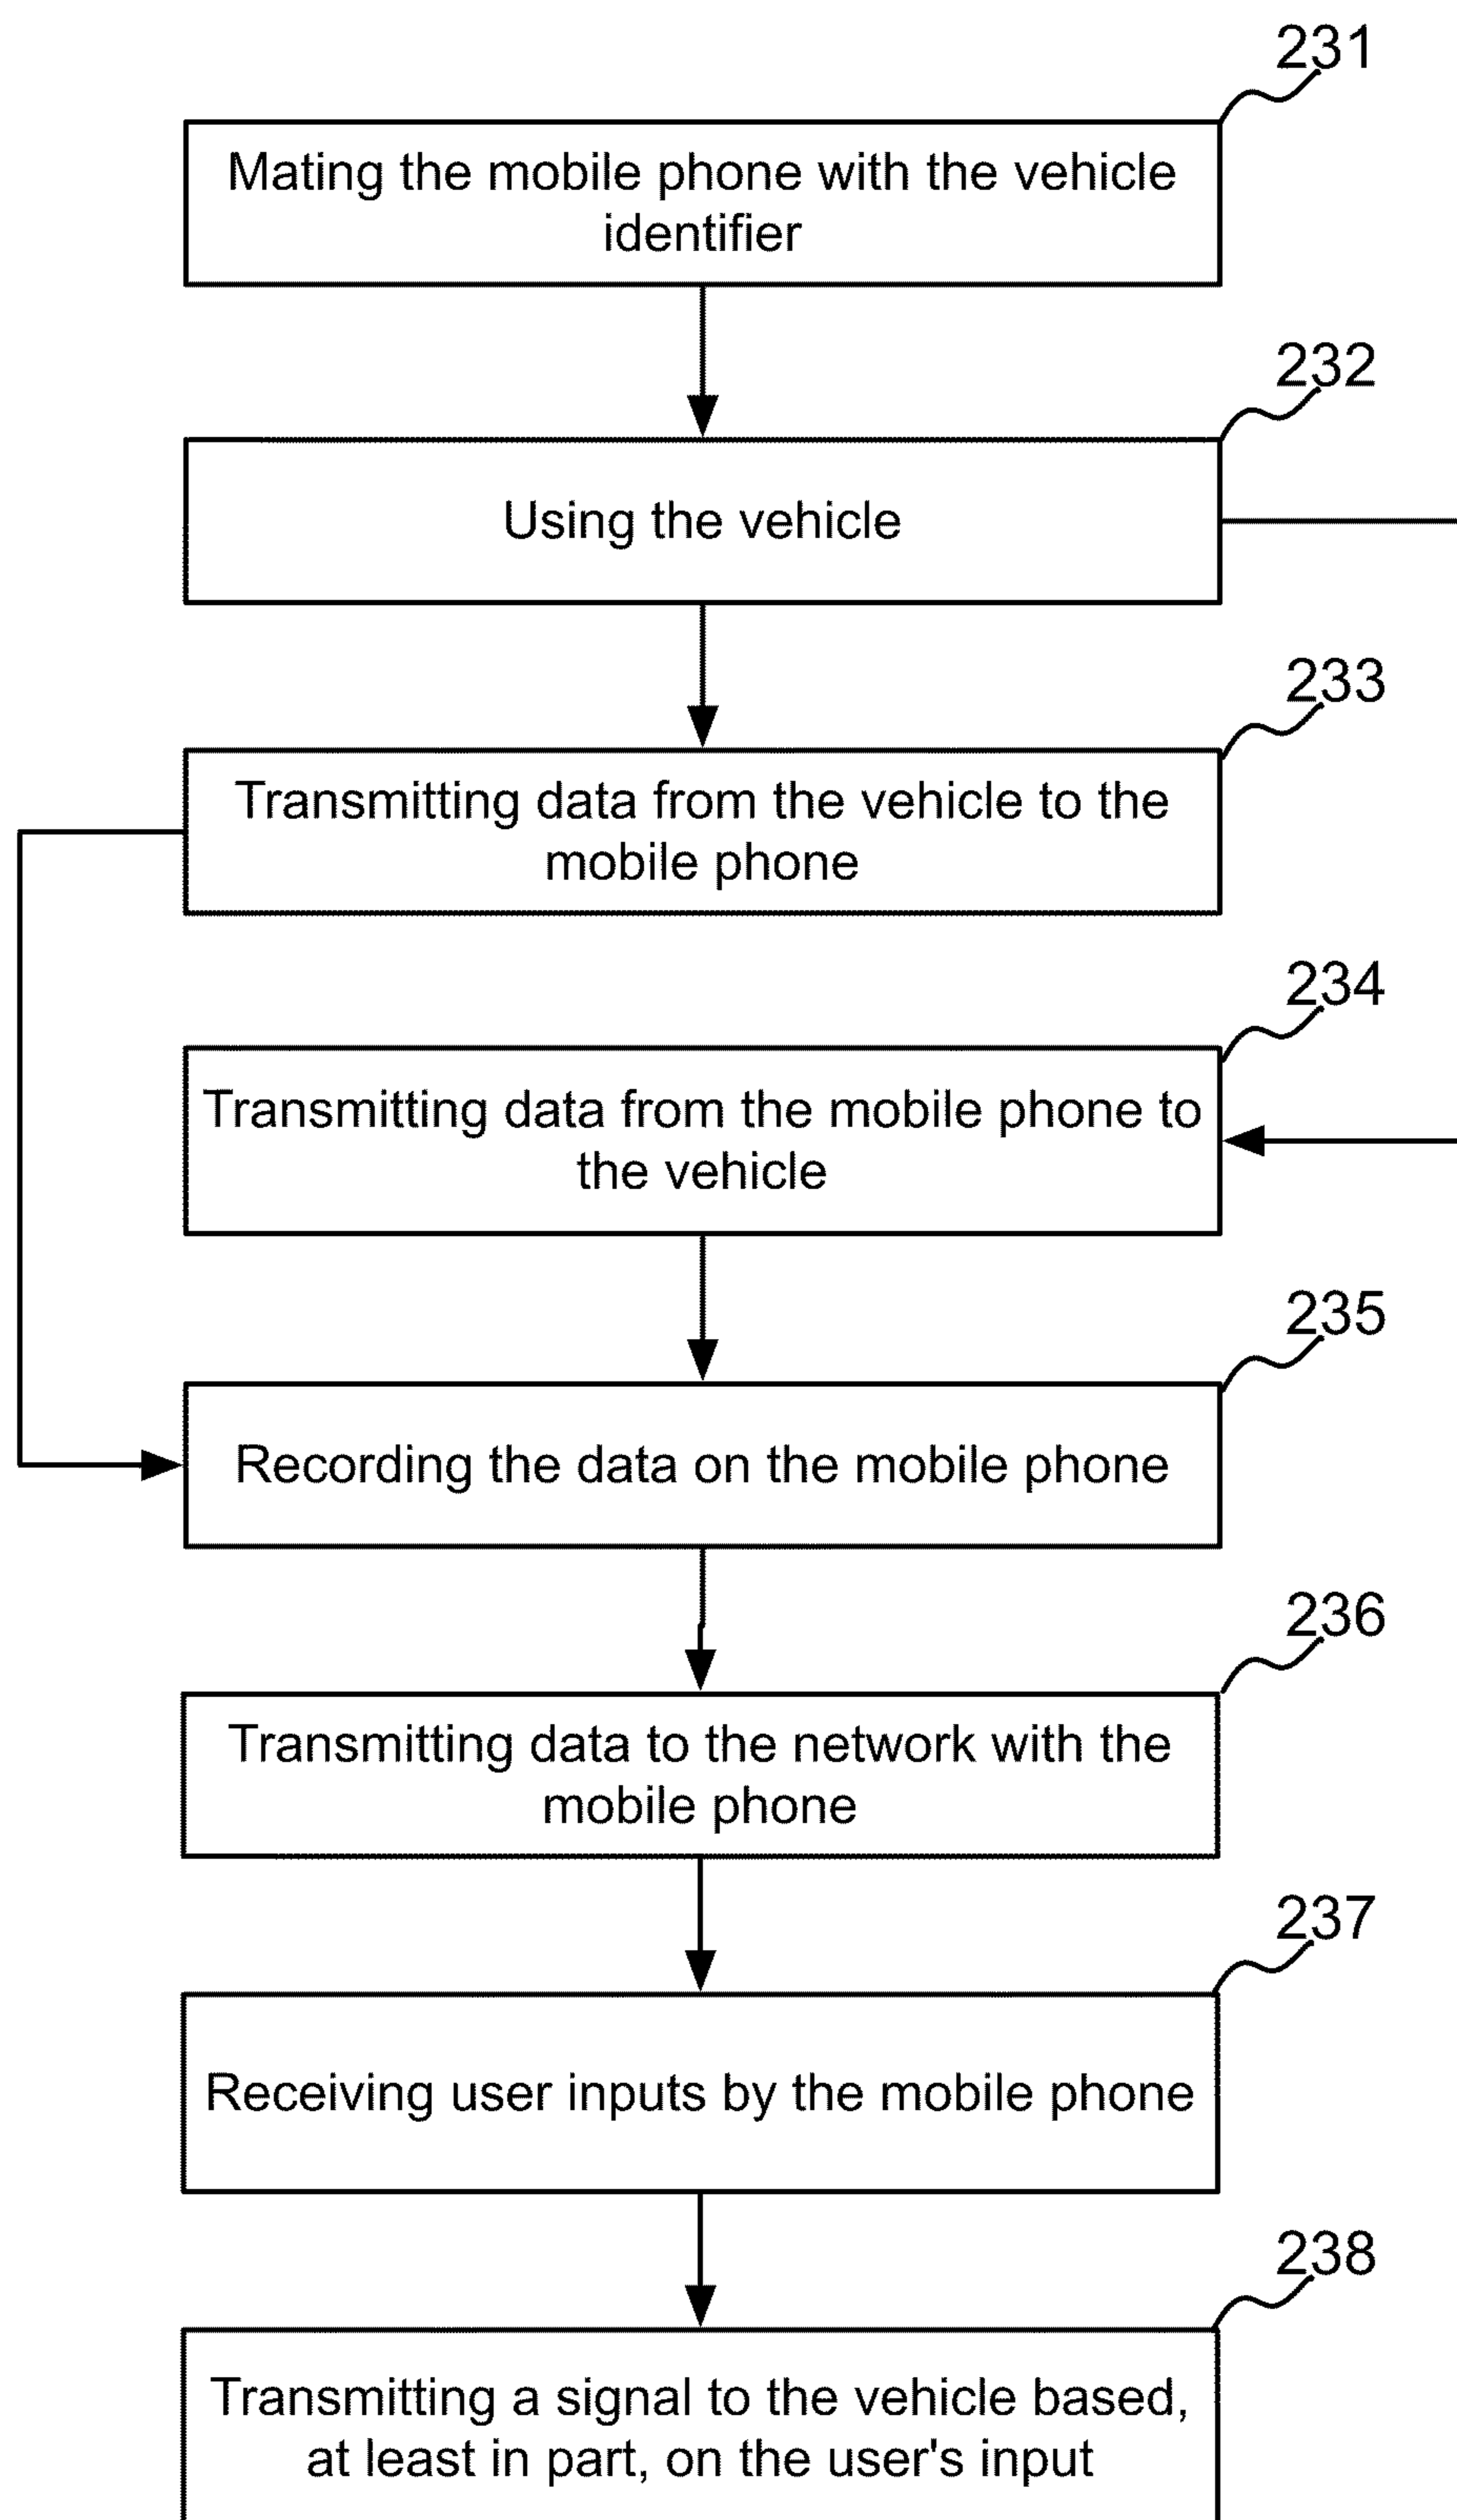 231
Mating the mobile phone with the vehicle
identifier
232
Using the vehicle
233
Transmitting data from the vehicle to the
mobile phone
234
Transmitting data from the mobile phone to
the vehicle
235
Recording the data on the mobile phone
236
Transmitting data to the network with the
mobile phone
237
Receiving user inputs by the mobile phone
238
Transmitting a signal to the vehicle based,
at least in part, on the user's input